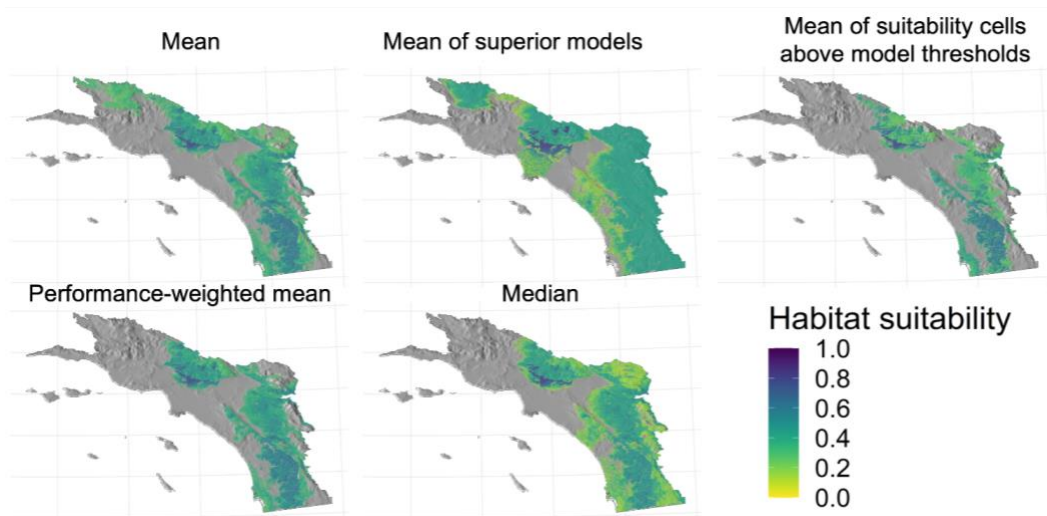 Mean
Mean of superior models
Mean of suitability cells
above model thresholds
Performance-weighted mean
Median
Habitat suitability
1.0
0.8
0.6
0.4
0.2
0.0